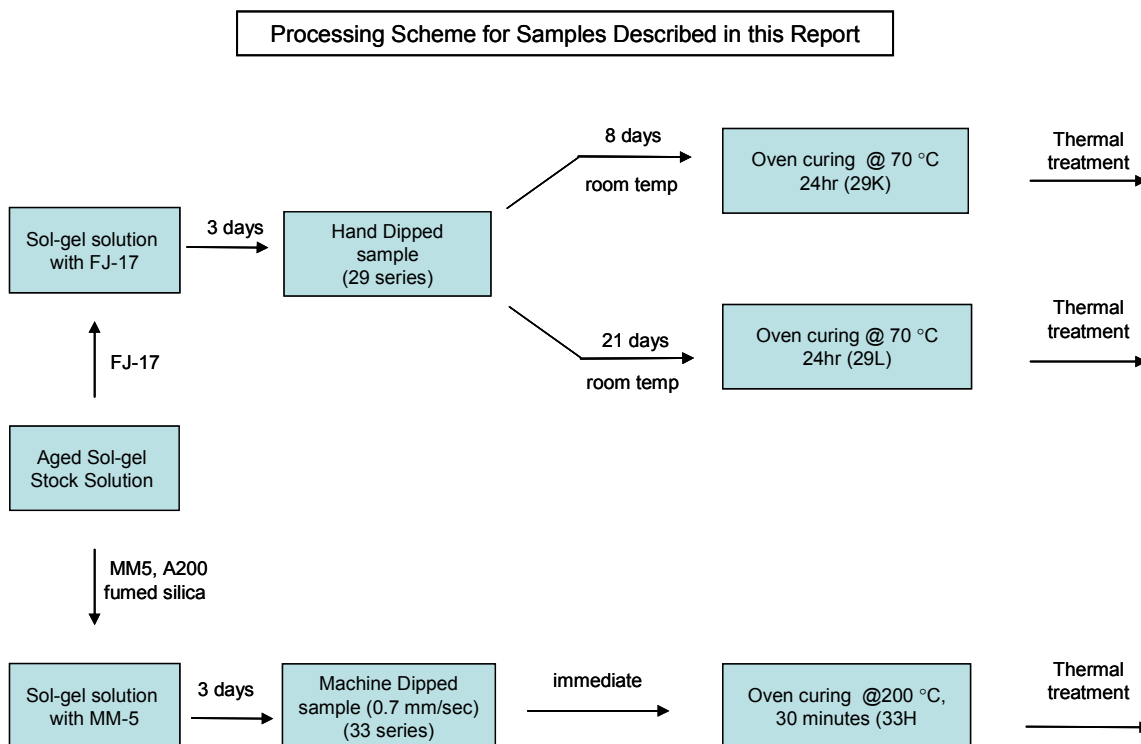 Processing Scheme for Samples Described in this Report
8 days
room temp
Oven curing @ 70 °C
24hr (29K)
Thermal
treatment
Sol-gel solution
with FJ-17
3 days
Hand Dipped
sample
(29 series)
21 days
room temp
Oven curing @ 70 °C
24hr (29L)
Thermal
treatment
FJ-17
Aged Sol-gel
Stock Solution
MM5, A200
fumed silica
Sol-gel solution
with MM-5
3 days
Machine Dipped
sample (0.7 mm/sec)
(33 series)
immediate
Oven curing @200 °C,
30 minutes (33H
Thermal
treatment